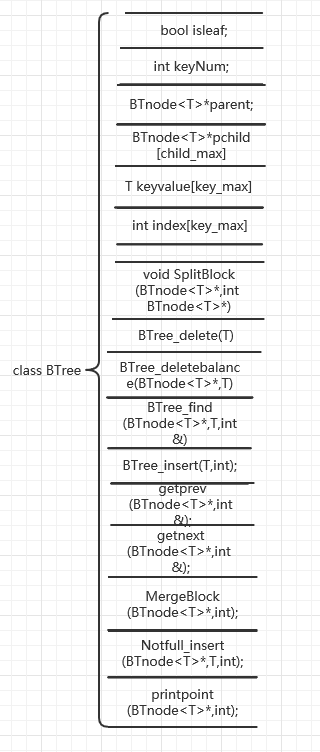 bool isleaf;
int keyNum;
BTnode<T>*parent;
BTnode<T>*pchild
[child_max]
T keyvalue[key_max]
int index[key_max]
void SplitBlock
(BTnode<T>*,int
BTnode<T>*)
BTree_delete(T)
class BTree
BTree_deletebalanc
e(BTnode<T>*,T)
BTree_find
(BTnode<T>*,T,int
&)
BTree_insert(T,int);
getprev
(BTnode<T>*,int
&);
getnext
(BTnode<T>*,int
&);
MergeBlock
(BTnode<T>*,int);
Notfull_insert
(BTnode<T>*,T,int);
printpoint
(BTnode<T>*,int);